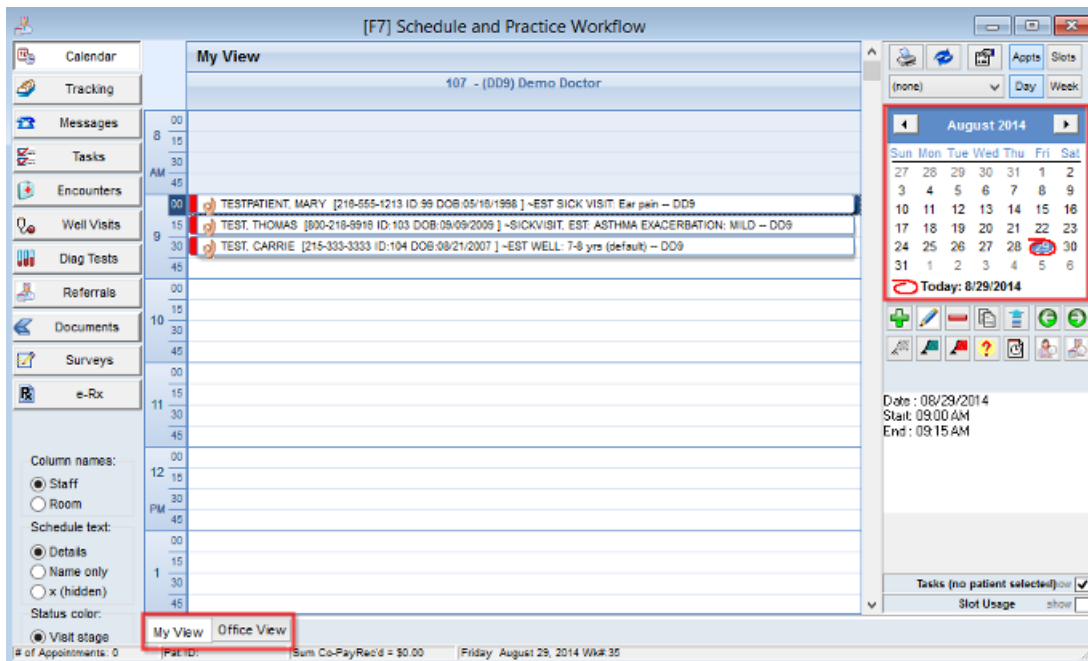 [F7] Schedule and Practice Workflow
Calendar
Tracking
Messages
Tasks
Encounters
Well Visits
Diag Tests
Referrals
Documents
Surveys
e-Rx
Column names:
Staff
Room
Schedule text:
Details
Name only
x (hidden)
Status color:
Visit stage
My View
107 - (DD9) Demo Doctor
8 AM
00
15
30
45
9
00
15
30
45
10
00
15
30
45
11
00
15
30
45
12 PM
00
15
30
45
1
00
15
30
45
TESTPATIENT, MARY [216-555-1213 ID:99 DOB:05/16/1998 ] ~EST SICK VISIT: Ear pain -- DD9
TEST, THOMAS [800-218-9916 ID:103 DOB:09/09/2009 ] ~SICKVISIT, EST: ASTHMA EXACERBATION: MILD -- DD9
TEST, CARRIE [215-333-3333 ID:104 DOB:08/21/2007 ] ~EST WELL: 7-8 yrs (default) -- DD9
My View
Office View
Appts
Slots
(none)
Day
Week
August 2014
Sun Mon Tue Wed Thu Fri Sat
27 28 29 30 31 1 2
3 4 5 6 7 8 9
10 11 12 13 14 15 16
17 18 19 20 21 22 23
24 25 26 27 28 29 30
31 1 2 3 4 5 6
Today: 8/29/2014
Date : 08/29/2014
Start: 09:00 AM
End : 09:15 AM
Tasks (no patient selected)
Slot Usage show
# of Appointments: 0
Pat ID:
Sum Co-PayRec'd = $0.00
Friday August 29, 2014 Wk#:35